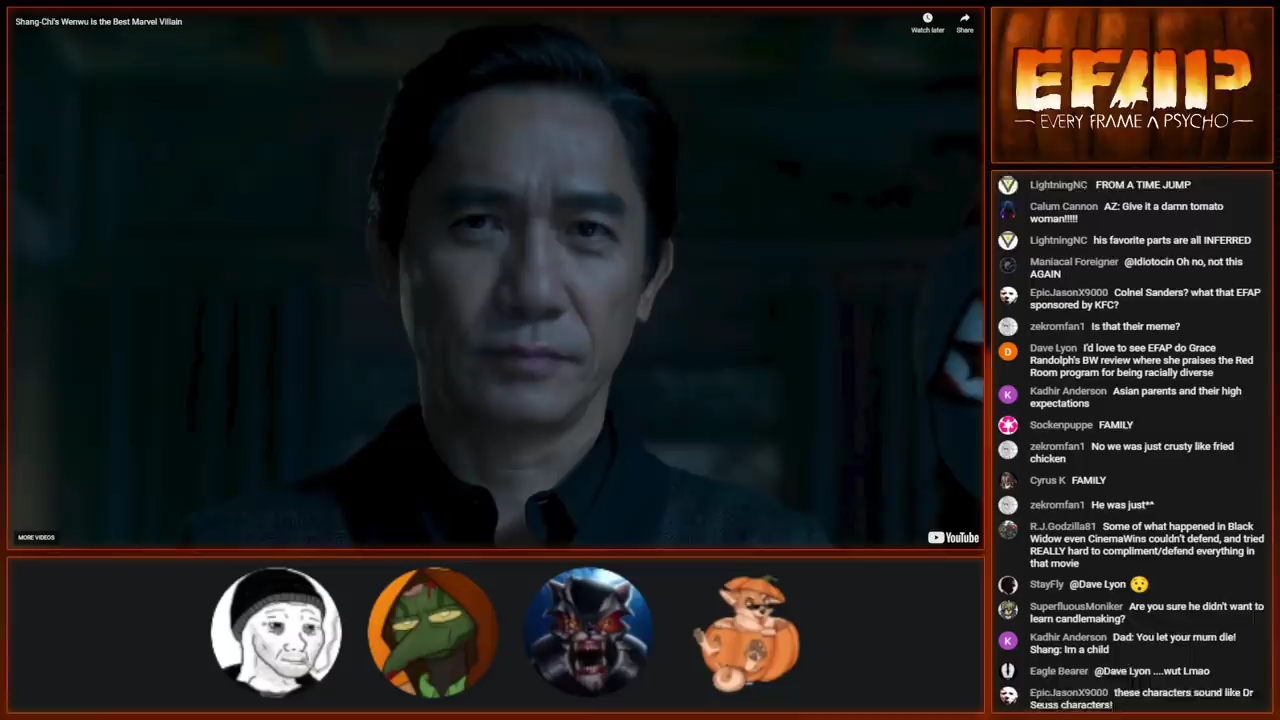 Shang-Chi's Wenwu is the Best Marvel Villain
Watch later
Share
MORE VIDEOS
YouTube
EFAP
EVERY FRAME A PSYCHO
LightningNC FROM A TIME JUMP
Calum Cannon AZ: Give it a damn tomato
woman!!!!!
LightningNC his favorite parts are all INFERRED
Maniacal Foreigner @Idiotocin Oh no, not this
AGAIN
EpicJasonX9000 Colnel Sanders? what that EFAP
sponsored by KFC?
zekromfan1 Is that their meme?
D
Dave Lyon I'd love to see EFAP do Grace
Randolph's BW review where she praises the Red
Room program for being racially diverse
K
Kadhir Anderson Asian parents and their high
expectations
Sockenpuppe FAMILY
zekromfan1 No we was just crusty like fried
chicken
Cyrus K FAMILY
zekromfan1 He was just**
R.J.Godzilla81 Some of what happened in Black
Widow even CinemaWins couldn't defend, and tried
REALLY hard to compliment/defend everything in
that movie
StayFly @Dave Lyon 😯
SuperfluousMoniker Are you sure he didn't want to
learn candlemaking?
K
Kadhir Anderson Dad: You let your mum die!
Shang: Im a child
Eagle Bearer @Dave Lyon ....wut Lmao
EpicJasonX9000 these characters sound like Dr
Seuss characters!